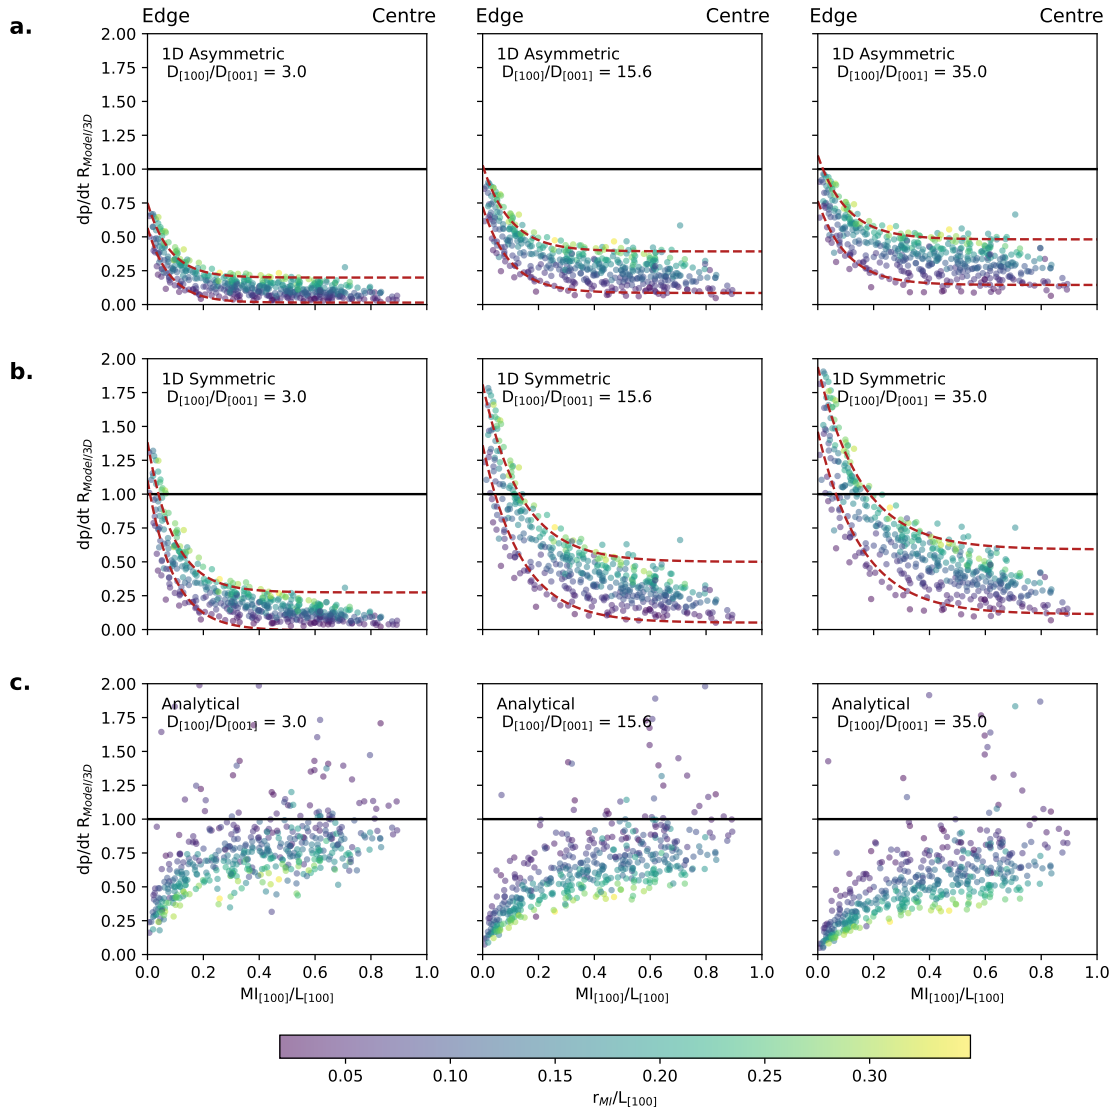 a.
Edge Centre Edge Centre Edge Centre
dp/dt R_Model/3D
2.00
1.75
1.50
1.25
1.00
0.75
0.50
0.25
0.00
1D Asymmetric
D[100]/D[001] = 3.0
1D Asymmetric
D[100]/D[001] = 15.6
1D Asymmetric
D[100]/D[001] = 35.0
b.
dp/dt R_Model/3D
2.00
1.75
1.50
1.25
1.00
0.75
0.50
0.25
0.00
1D Symmetric
D[100]/D[001] = 3.0
1D Symmetric
D[100]/D[001] = 15.6
1D Symmetric
D[100]/D[001] = 35.0
c.
dp/dt R_Model/3D
2.00
1.75
1.50
1.25
1.00
0.75
0.50
0.25
0.00
Analytical
D[100]/D[001] = 3.0
Analytical
D[100]/D[001] = 15.6
Analytical
D[100]/D[001] = 35.0
0.0 0.2 0.4 0.6 0.8 1.0 0.0 0.2 0.4 0.6 0.8 1.0 0.0 0.2 0.4 0.6 0.8 1.0
MI[100]/L[100] MI[100]/L[100] MI[100]/L[100]
0.05 0.10 0.15 0.20 0.25 0.30
r_MI/L[100]